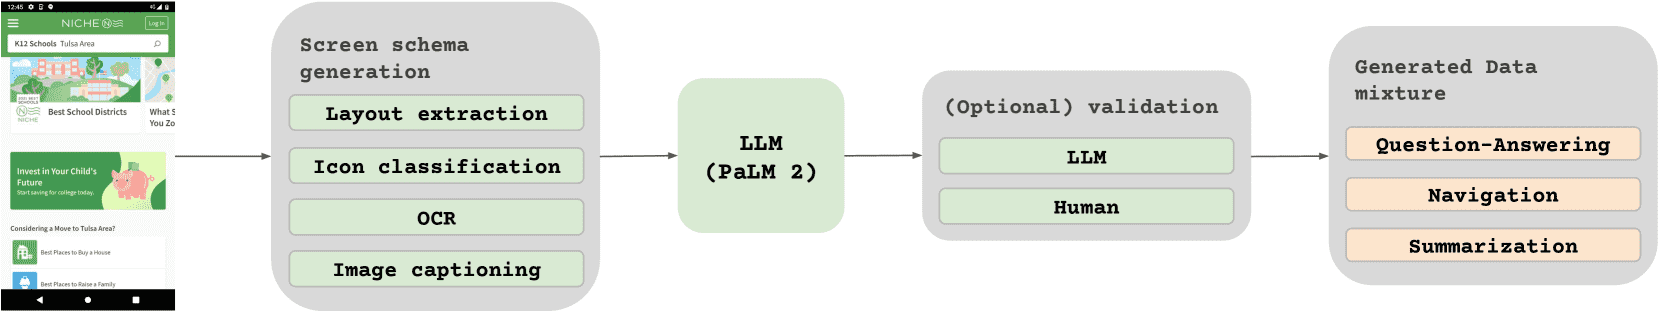 12:45
4G
NICHE
Log In
K12 Schools Tulsa Area
NICHE
Best School Districts
What S
You Zo
Invest in Your Child's
Future
Start saving for college today.
Considering a Move to Tulsa Area?
Best Places to Buy a House
Best Places to Raise a Family
Screen schema
generation
Layout extraction
Icon classification
OCR
Image captioning
LLM
(PaLM 2)
(Optional) validation
LLM
Human
Generated Data
mixture
Question-Answering
Navigation
Summarization